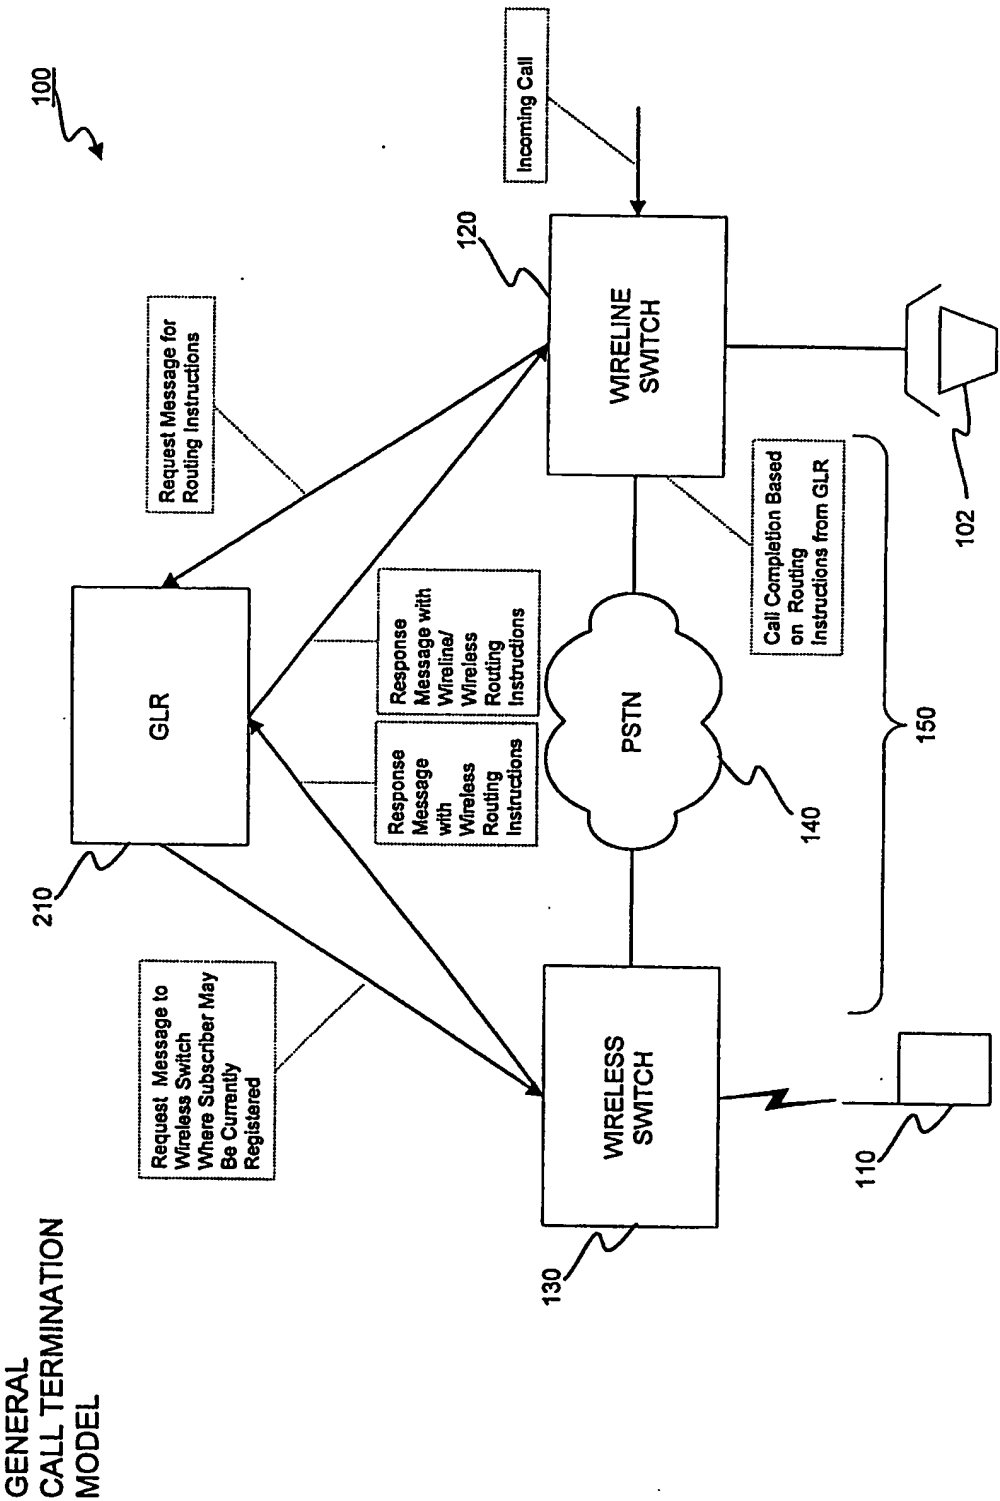 GENERAL
CALL TERMINATION
MODEL
100
Request Message to
Wireless Switch
Where Subscriber May
Be Currently
Registered
210
GLR
Request Message for
Routing Instructions
Response
Message
with
Wireless
Routing
Instructions
Response
Message with
Wireline/
Wireless
Routing
Instructions
120
Incoming Call
130
WIRELESS
SWITCH
PSTN
140
WIRELINE
SWITCH
Call Completion Based
on Routing
Instructions from GLR
110
150
102